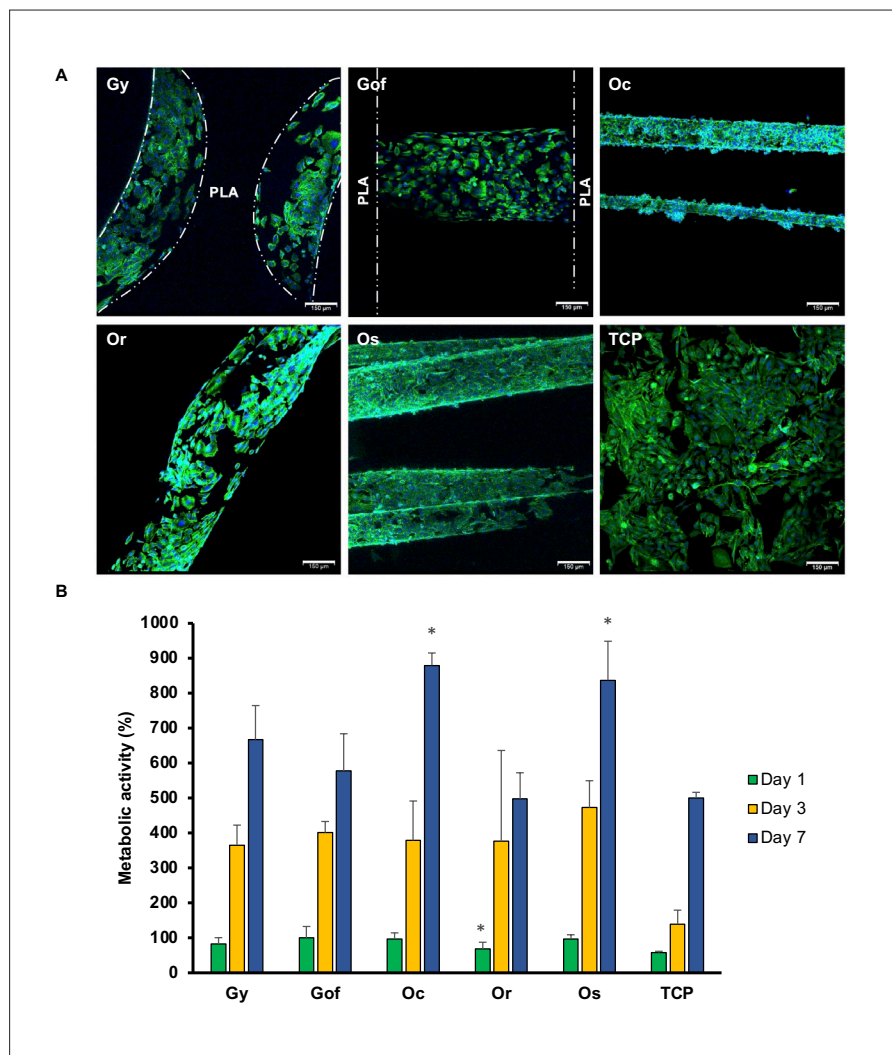 A
Gy
PLA
150 µm
Gof
PLA
PLA
150 µm
Oc
150 µm
Or
150 µm
Os
150 µm
TCP
150 µm
B
Metabolic activity (%)
1000
900
800
700
600
500
400
300
200
100
0
*
*
*
Gy Gof Oc Or Os TCP
Day 1
Day 3
Day 7